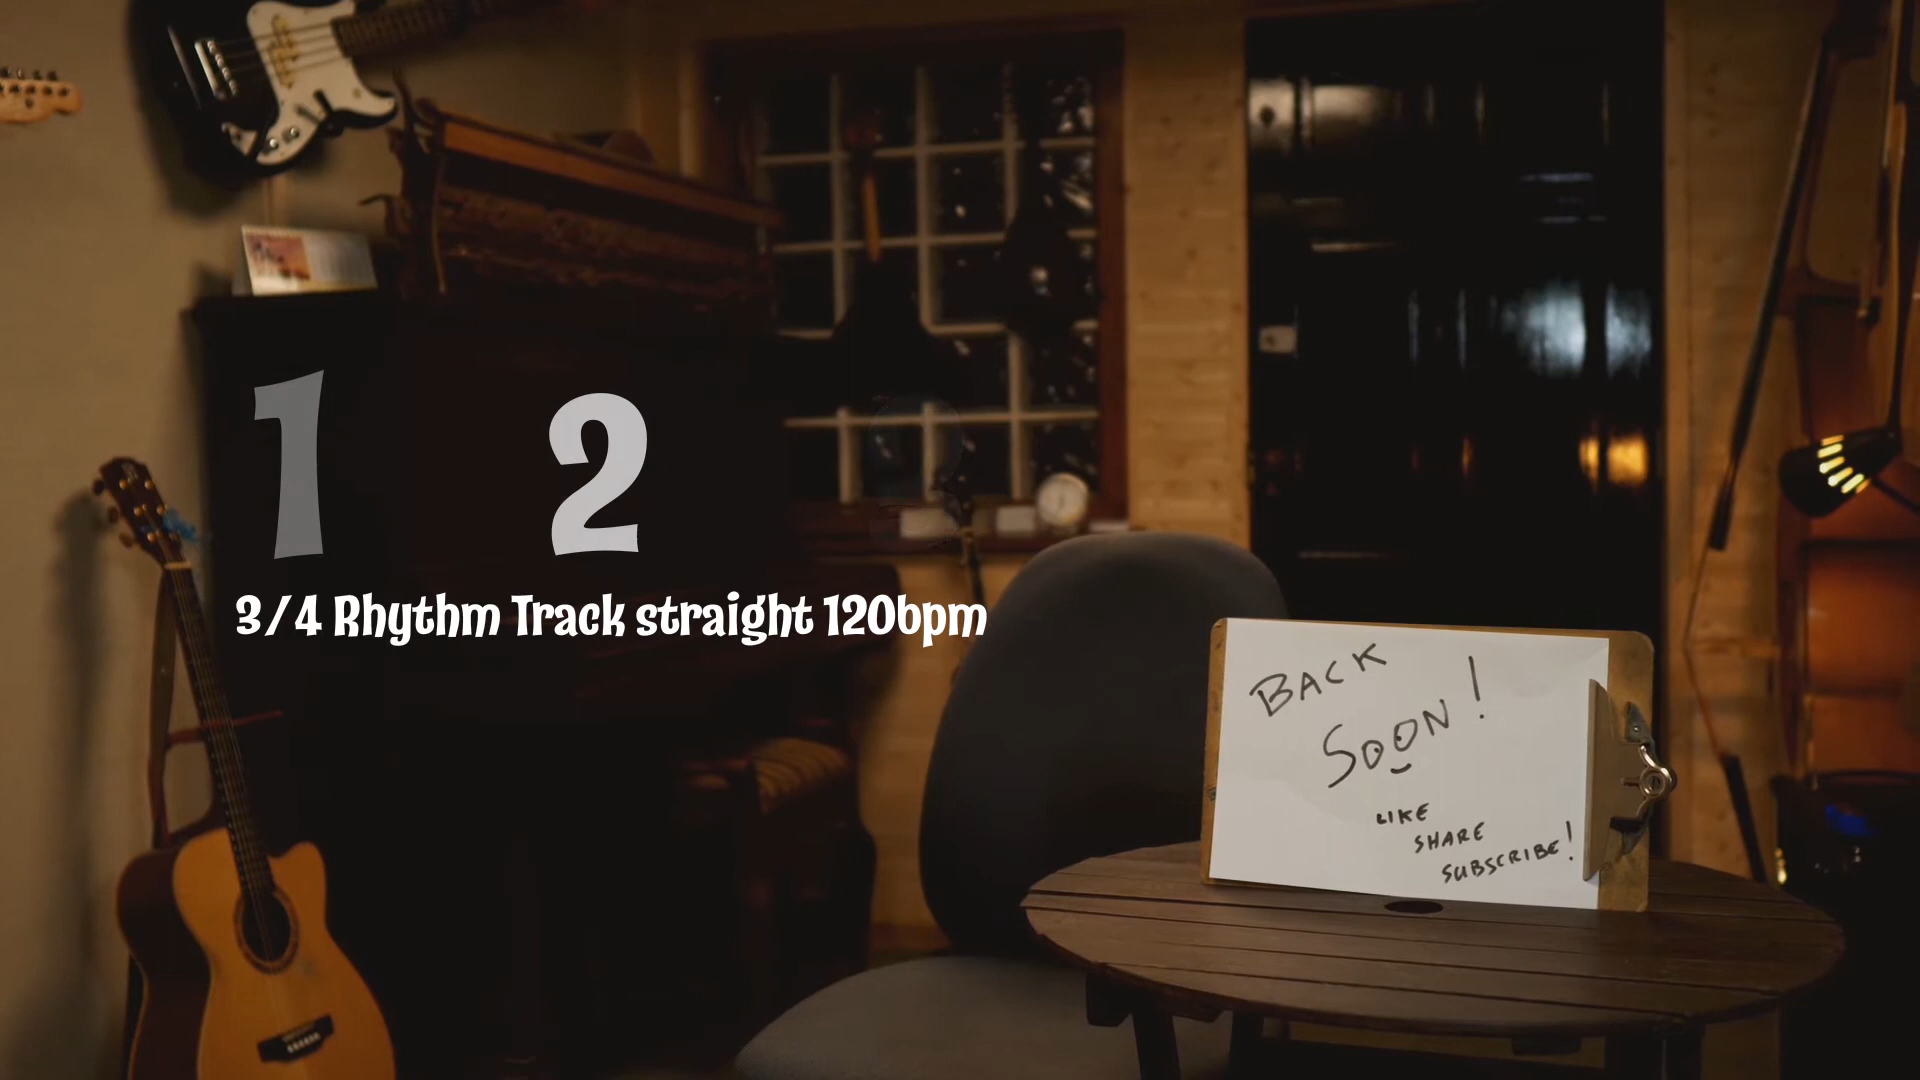 1 2
3/4 Rhythm Track straight 120bpm
BACK
SOON!
LIKE
SHARE
SUBSCRIBE!